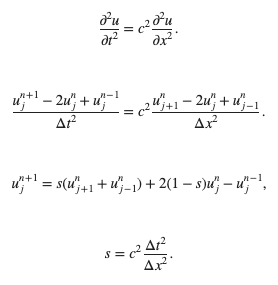 ∂²u/∂t² = c² ∂²u/∂x².
(u_j^{n+1} − 2u_j^n + u_j^{n−1})/Δt² = c² (u_{j+1}^n − 2u_j^n + u_{j−1}^n)/Δx².
u_j^{n+1} = s(u_{j+1}^n + u_{j−1}^n) + 2(1 − s)u_j^n − u_j^{n−1},
s = c² Δt²/Δx².